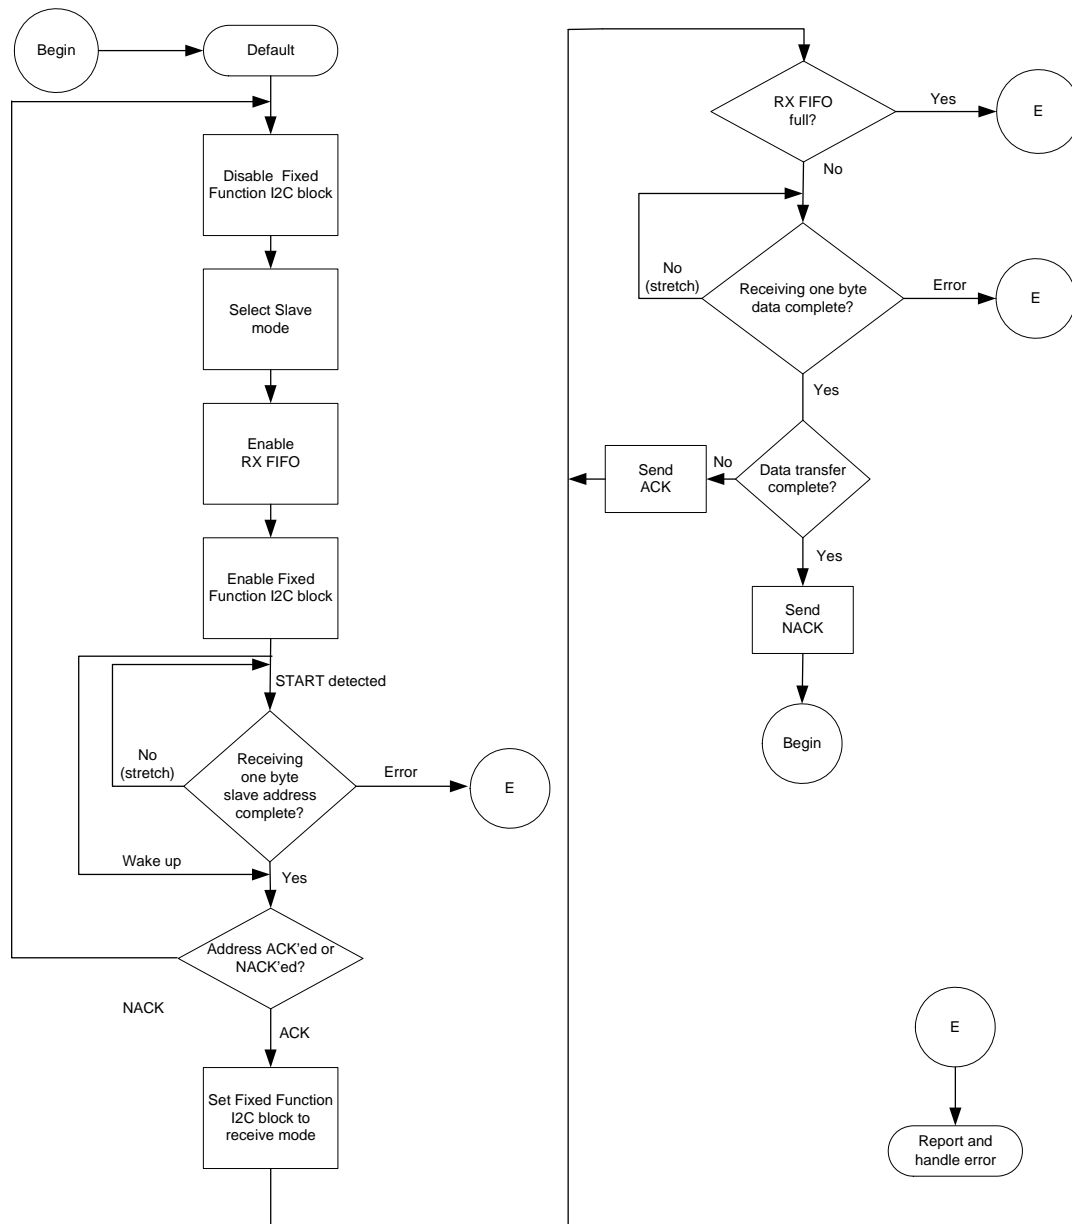 Begin
Default
Disable Fixed
Function I2C block
Select Slave
mode
Enable
RX FIFO
Enable Fixed
Function I2C block
START detected
No
(stretch)
Receiving
one byte
slave address
complete?
Error
E
Wake up
Yes
Address ACK'ed or
NACK'ed?
NACK
ACK
Set Fixed Function
I2C block to
receive mode
RX FIFO
full?
Yes
E
No
No
(stretch)
Receiving one byte
data complete?
Error
E
Yes
Send
ACK
No
Data transfer
complete?
Yes
Send
NACK
Begin
E
Report and
handle error